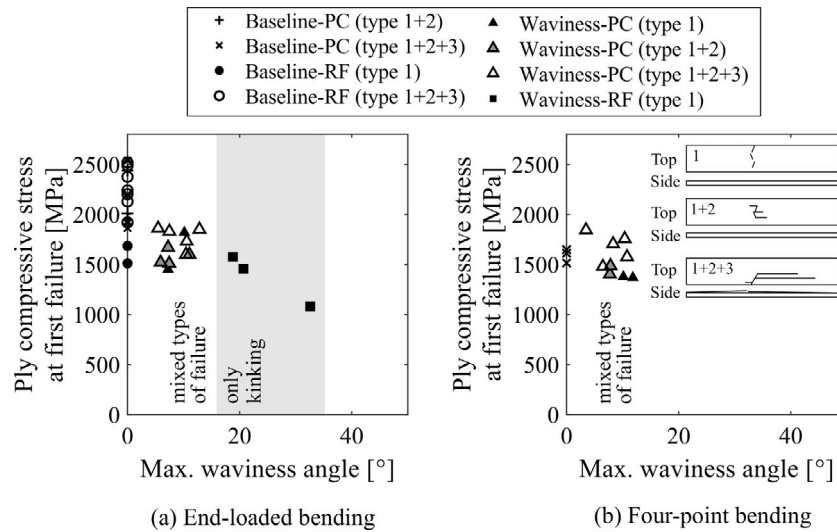 Baseline-PC (type 1+2)
Baseline-PC (type 1+2+3)
Baseline-RF (type 1)
Baseline-RF (type 1+2+3)
Waviness-PC (type 1)
Waviness-PC (type 1+2)
Waviness-PC (type 1+2+3)
Waviness-RF (type 1)
Ply compressive stress
at first failure [MPa]
2500
2000
1500
1000
500
0
mixed types
of failure
only
kinking
0
20
40
Max. waviness angle [°]
(a) End-loaded bending
Ply compressive stress
at first failure [MPa]
2500
2000
1500
1000
500
0
mixed types
of failure
Top
1
Side
Top
1+2
Side
Top
1+2+3
Side
0
20
40
Max. waviness angle [°]
(b) Four-point bending